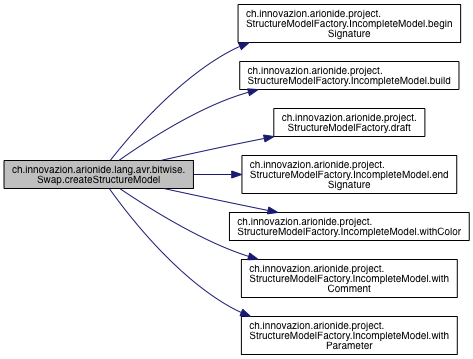 ch.innovazion.arionide.project.
StructureModelFactory.IncompleteModel.begin
Signature
ch.innovazion.arionide.project.
StructureModelFactory.IncompleteModel.build
ch.innovazion.arionide.project.
StructureModelFactory.draft
ch.innovazion.arionide.lang.avr.bitwise.
Swap.createStructureModel
ch.innovazion.arionide.project.
StructureModelFactory.IncompleteModel.end
Signature
ch.innovazion.arionide.project.
StructureModelFactory.IncompleteModel.withColor
ch.innovazion.arionide.project.
StructureModelFactory.IncompleteModel.with
Comment
ch.innovazion.arionide.project.
StructureModelFactory.IncompleteModel.with
Parameter